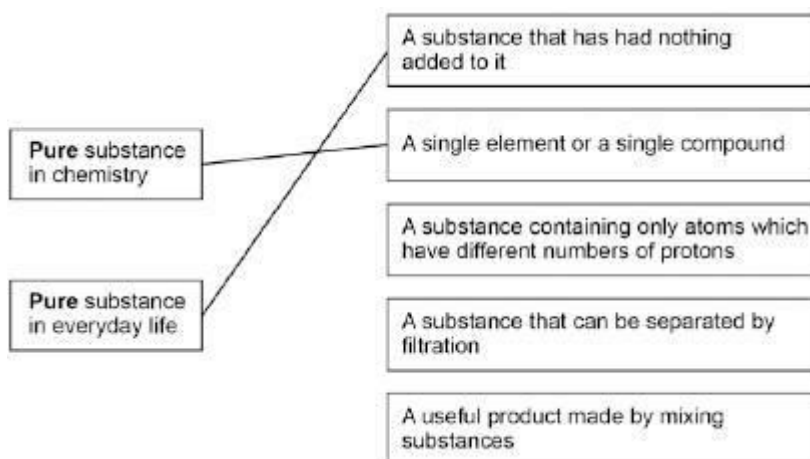 A substance that has had nothing
added to it
Pure substance
in chemistry
A single element or a single compound
A substance containing only atoms which
have different numbers of protons
Pure substance
in everyday life
A substance that can be separated by
filtration
A useful product made by mixing
substances